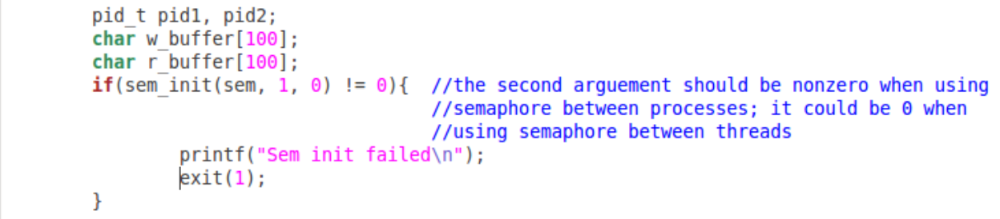 pid_t pid1, pid2;
char w_buffer[100];
char r_buffer[100];
if(sem_init(sem, 1, 0) != 0){  //the second arguement should be nonzero when using
//semaphore between processes; it could be 0 when
//using semaphore between threads
printf("Sem init failed\n");
exit(1);
}